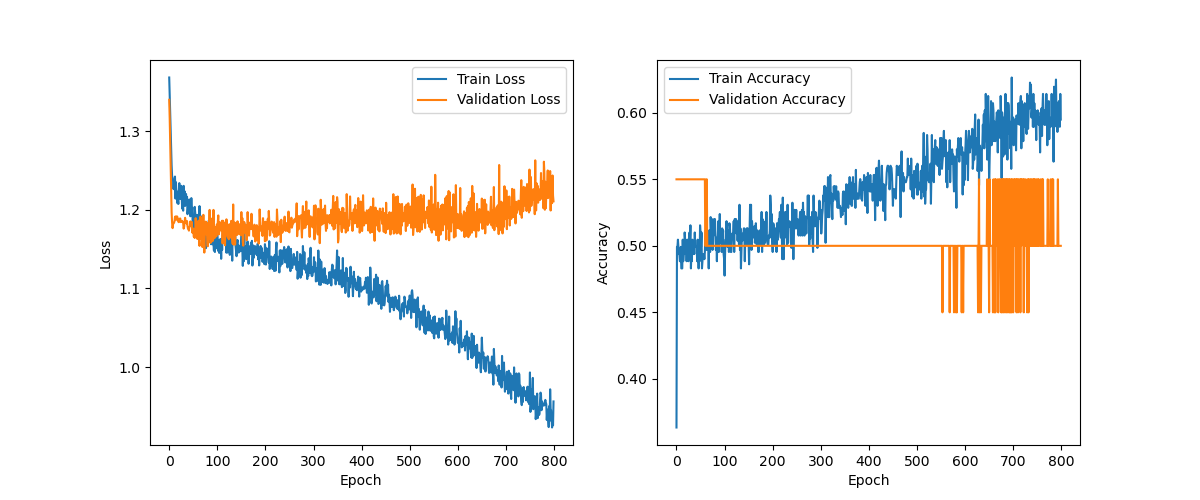 Train Loss
Validation Loss
1.3
1.2
1.1
1.0
Loss
0 100 200 300 400 500 600 700 800
Epoch
Train Accuracy
Validation Accuracy
0.60
0.55
0.50
0.45
0.40
Accuracy
0 100 200 300 400 500 600 700 800
Epoch